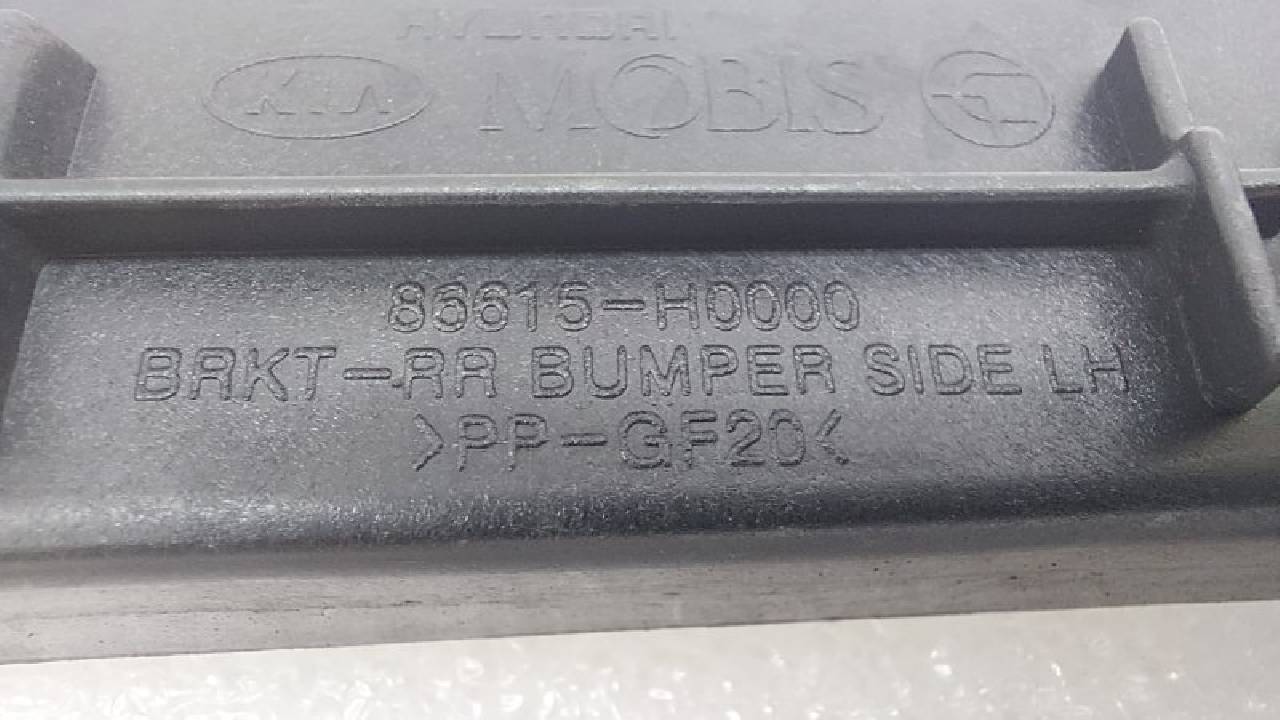 HYUNDAI
KIA MOBIS
86615-H0000
BRKT-RR BUMPER SIDE LH
>PP-GF20<